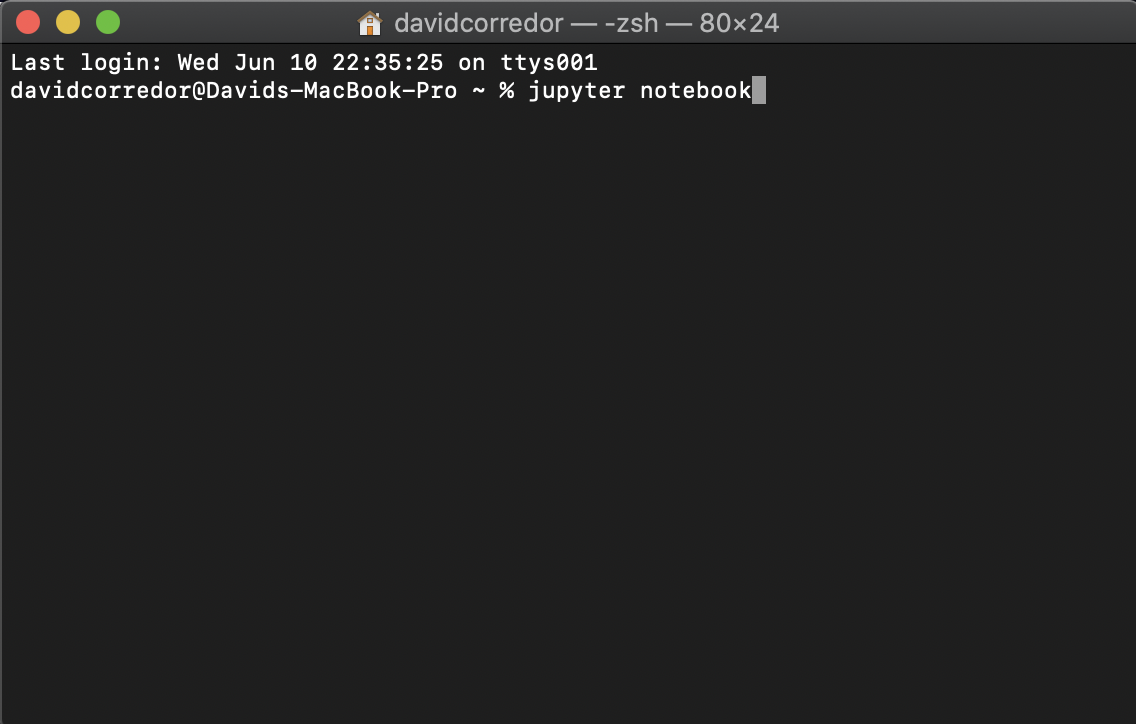 davidcorredor — -zsh — 80×24
Last login: Wed Jun 10 22:35:25 on ttys001
davidcorredor@Davids-MacBook-Pro ~ % jupyter notebook